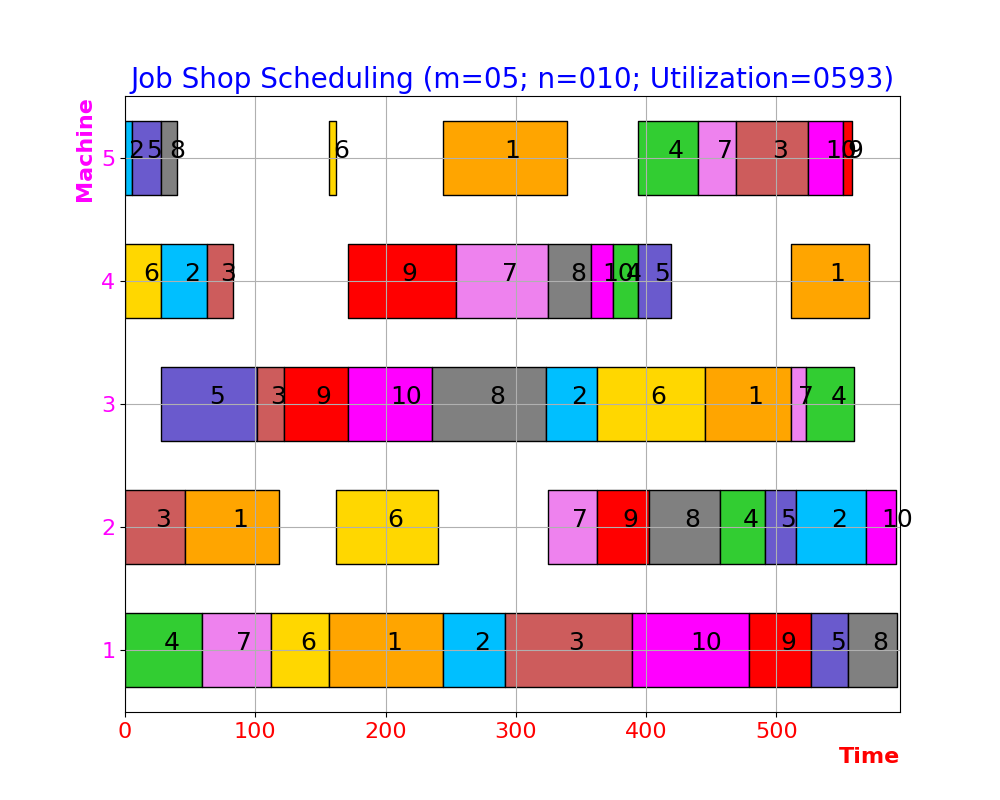 Job Shop Scheduling (m=05; n=010; Utilization=0593)
Machine
5
2 5 8 6 1 4 7 3 10 9
4
6 2 3 9 7 8 10 4 5 1
3
5 3 9 10 8 2 6 1 7 4
2
3 1 6 7 9 8 4 5 2 10
1
4 7 6 1 2 3 10 9 5 8
0 100 200 300 400 500
Time